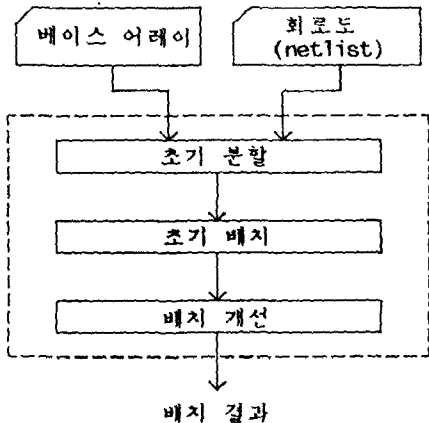 베이스 어레이
회로도
(netlist)
초기 분할
초기 배치
배치 개선
배치 결과